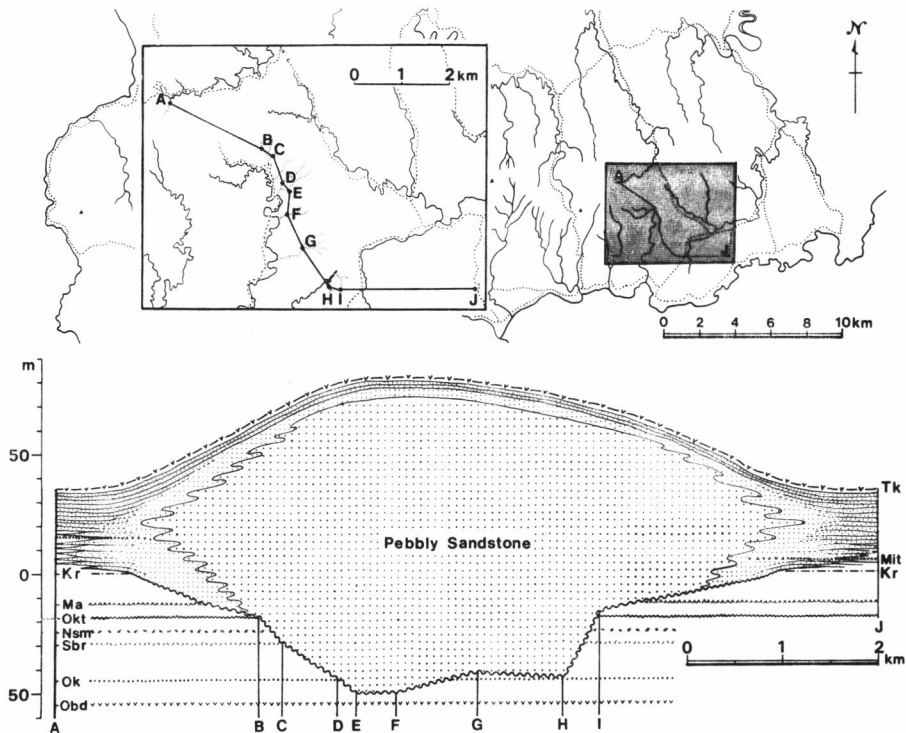 N
0 1 2 km
A
B
C
D
E
F
G
H I J
A
J
0 2 4 6 8 10 km
m
50
0
50
Pebbly Sandstone
Kr
Ma
Okt
Nsm
Sbr
Ok
Obd
Tk
Mit
Kr
J
0 1 2 km
A B C D E F G H I